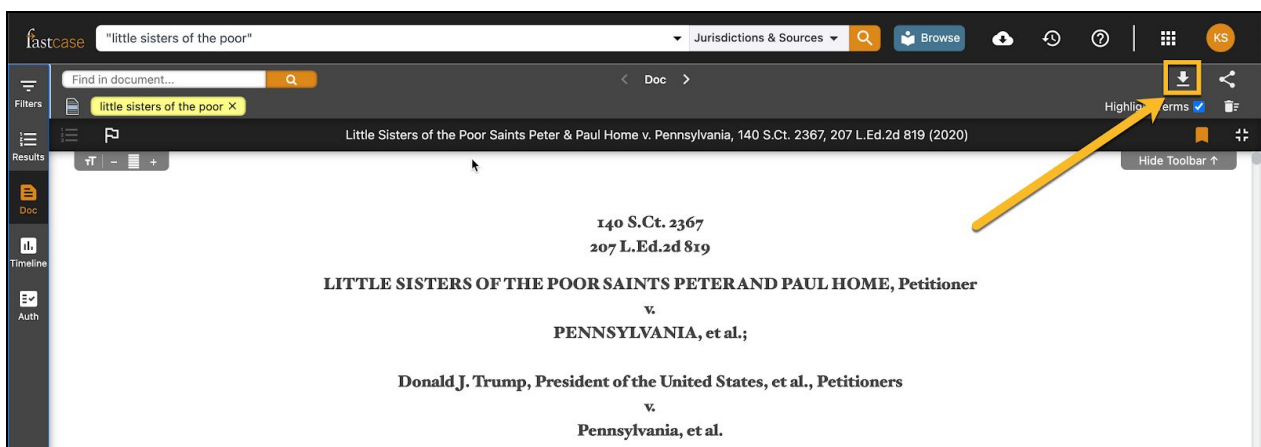 fastcase
"little sisters of the poor"
Jurisdictions & Sources
Browse
KS
Filters
Find in document...
Doc
little sisters of the poor ×
Terms
Results
Little Sisters of the Poor Saints Peter & Paul Home v. Pennsylvania, 140 S.Ct. 2367, 207 L.Ed.2d 819 (2020)
- +
Hide Toolbar ↑
Doc
Timeline
Auth
140 S.Ct. 2367
207 L.Ed.2d 819
LITTLE SISTERS OF THE POOR SAINTS PETER AND PAUL HOME, Petitioner
v.
PENNSYLVANIA, et al.;
Donald J. Trump, President of the United States, et al., Petitioners
v.
Pennsylvania, et al.